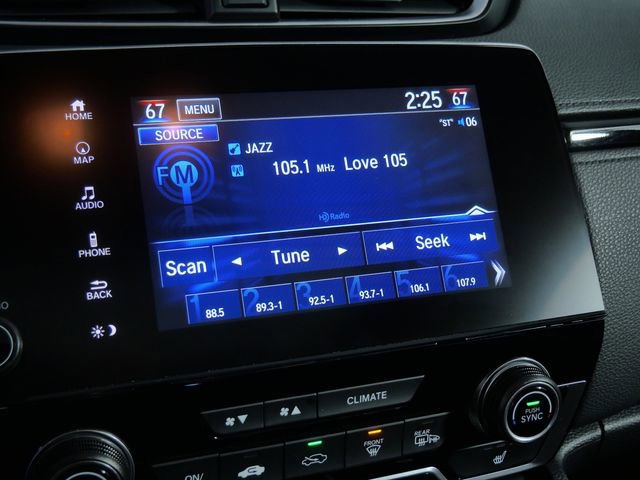 67 MENU 2:25 67
HOME
SOURCE "ST" 06
MAP
JAZZ
FM 105.1 MHz Love 105
AUDIO
HD Radio
PHONE
Scan Tune Seek
BACK
1 88.5 2 89.3-1 3 92.5-1 4 93.7-1 5 106.1 6 107.9
CLIMATE
PUSH
SYNC
FRONT
REAR
ON/